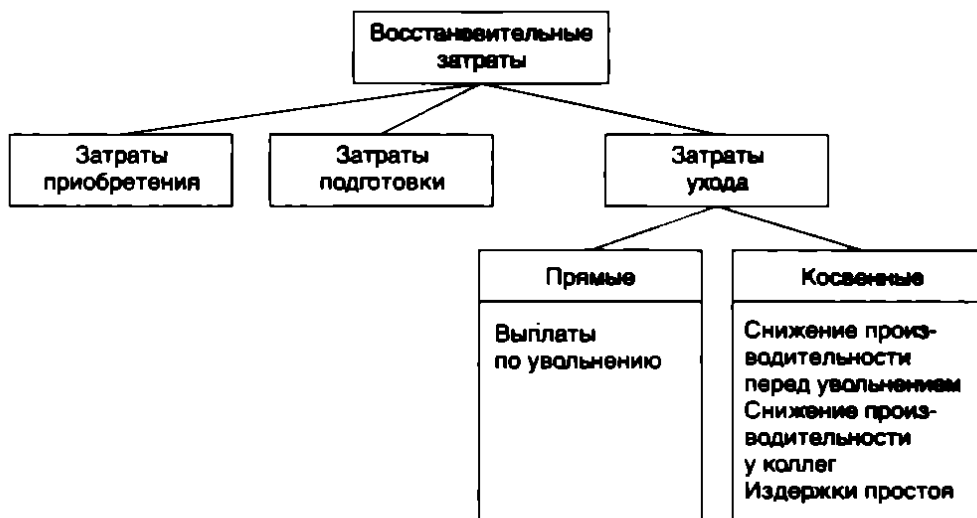 Восстановительные
затраты
Затраты
приобретения
Затраты
подготовки
Затраты
ухода
Прямые
Выплаты
по увольнению
Косвенные
Снижение произ-
водительности
перед увольнением
Снижение произ-
водительности
у коллег
Издержки простоя